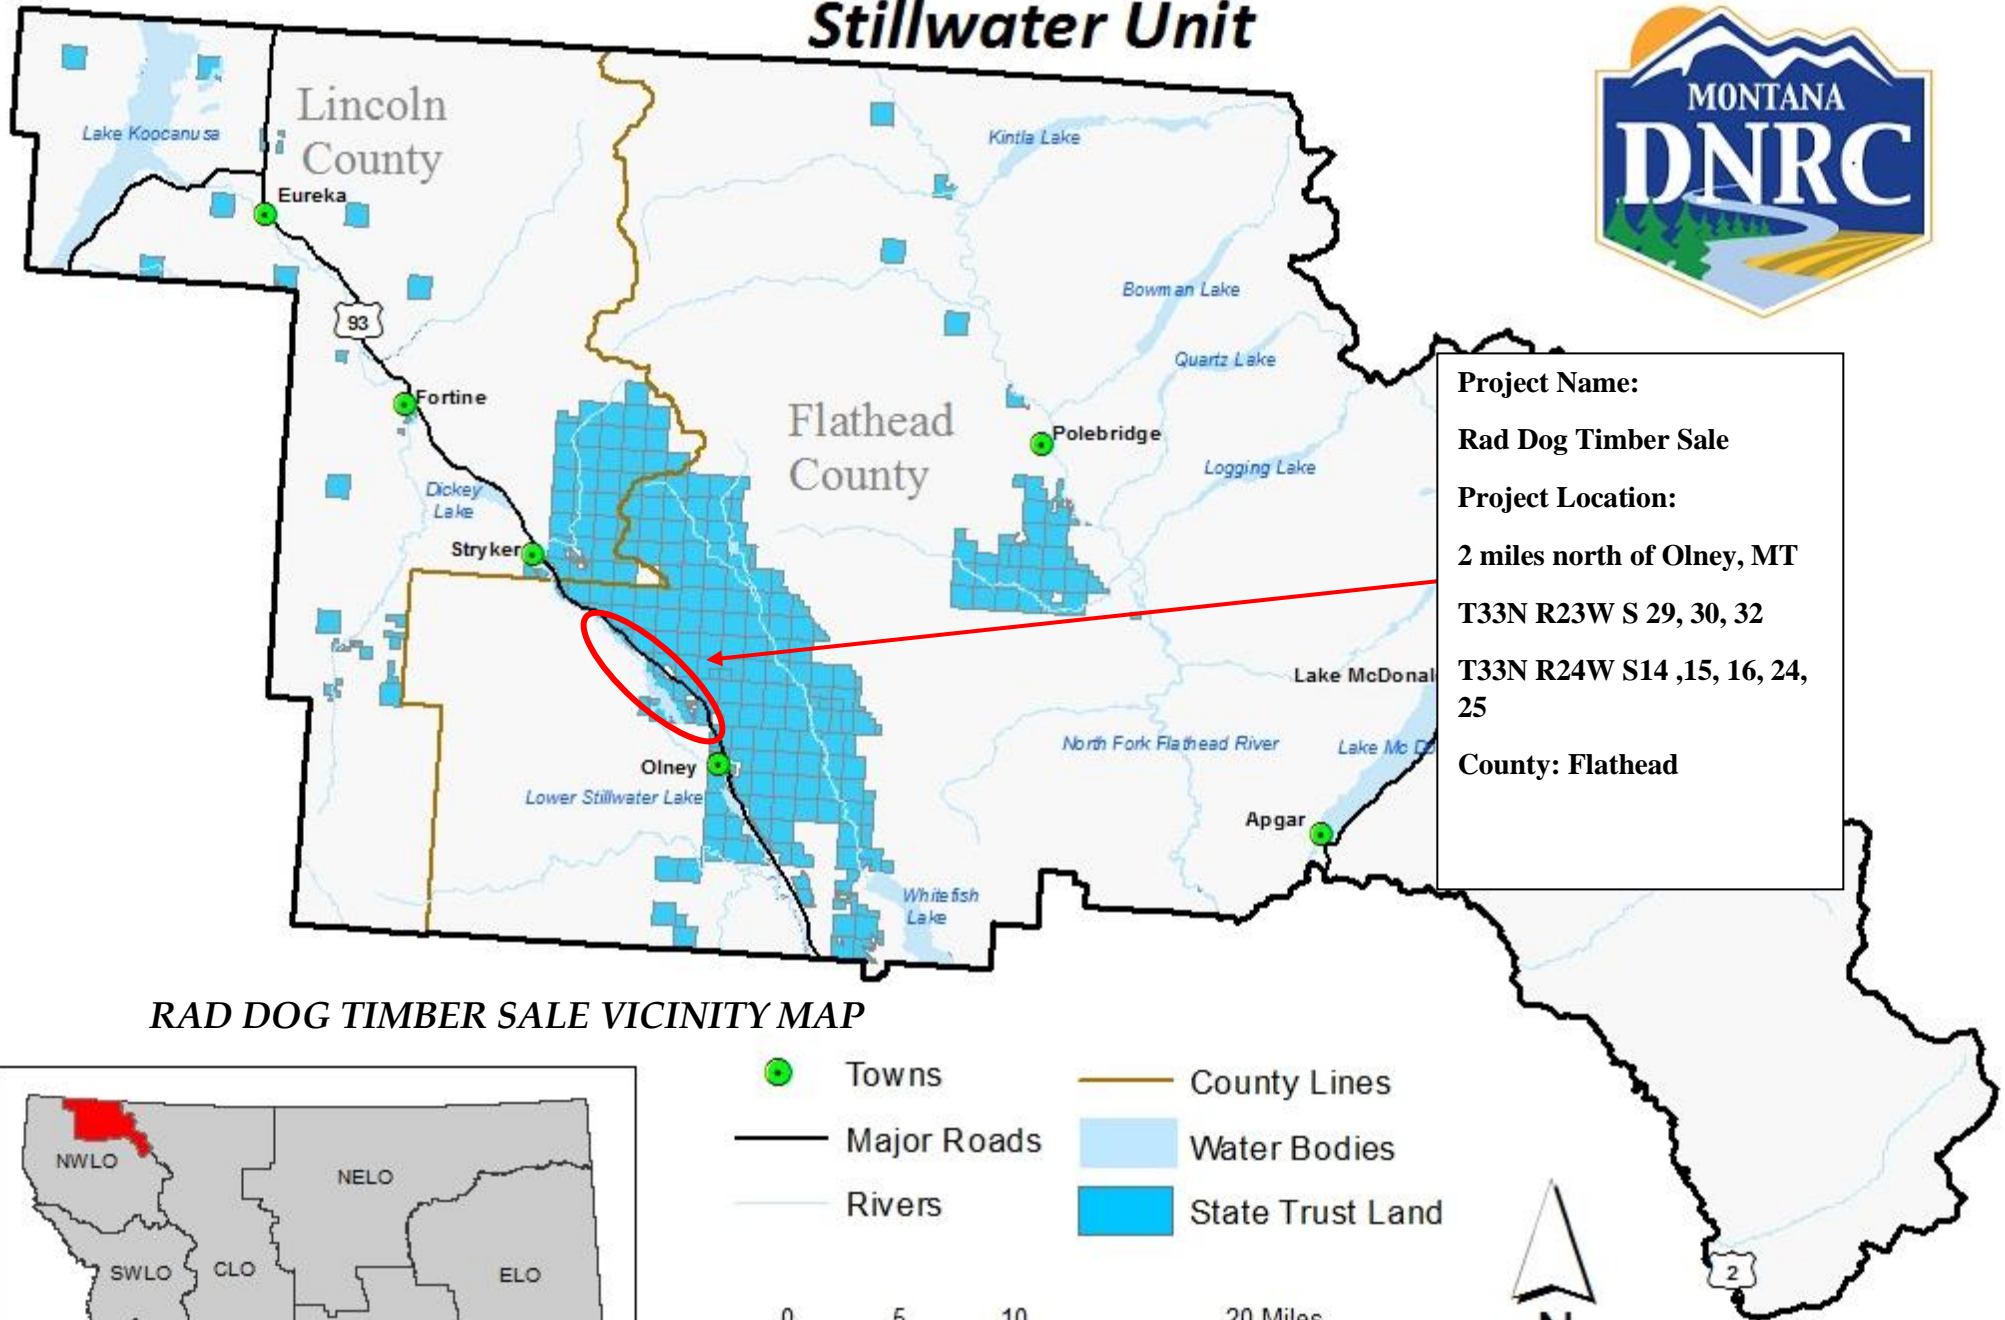 Stillwater Unit
MONTANA
DNRC
Lincoln
County
Lake Koocanusa
Eureka
Kintla Lake
93
Bowman Lake
Quartz Lake
Fortine
Flathead
County
Polebridge
Logging Lake
Dickey
Lake
Stryker
Project Name:
Rad Dog Timber Sale
Project Location:
2 miles north of Olney, MT
T33N R23W S 29, 30, 32
T33N R24W S14 ,15, 16, 24,
25
County: Flathead
Lake McDonal
North Fork Flathead River
Lake Mc Do
Olney
Lower Stillwater Lake
Apgar
Whitefish
Lake
RAD DOG TIMBER SALE VICINITY MAP
Towns
County Lines
Major Roads
Water Bodies
Rivers
State Trust Land
NWLO
NELO
SWLO
CLO
ELO
0 5 10 20 Miles
N
2